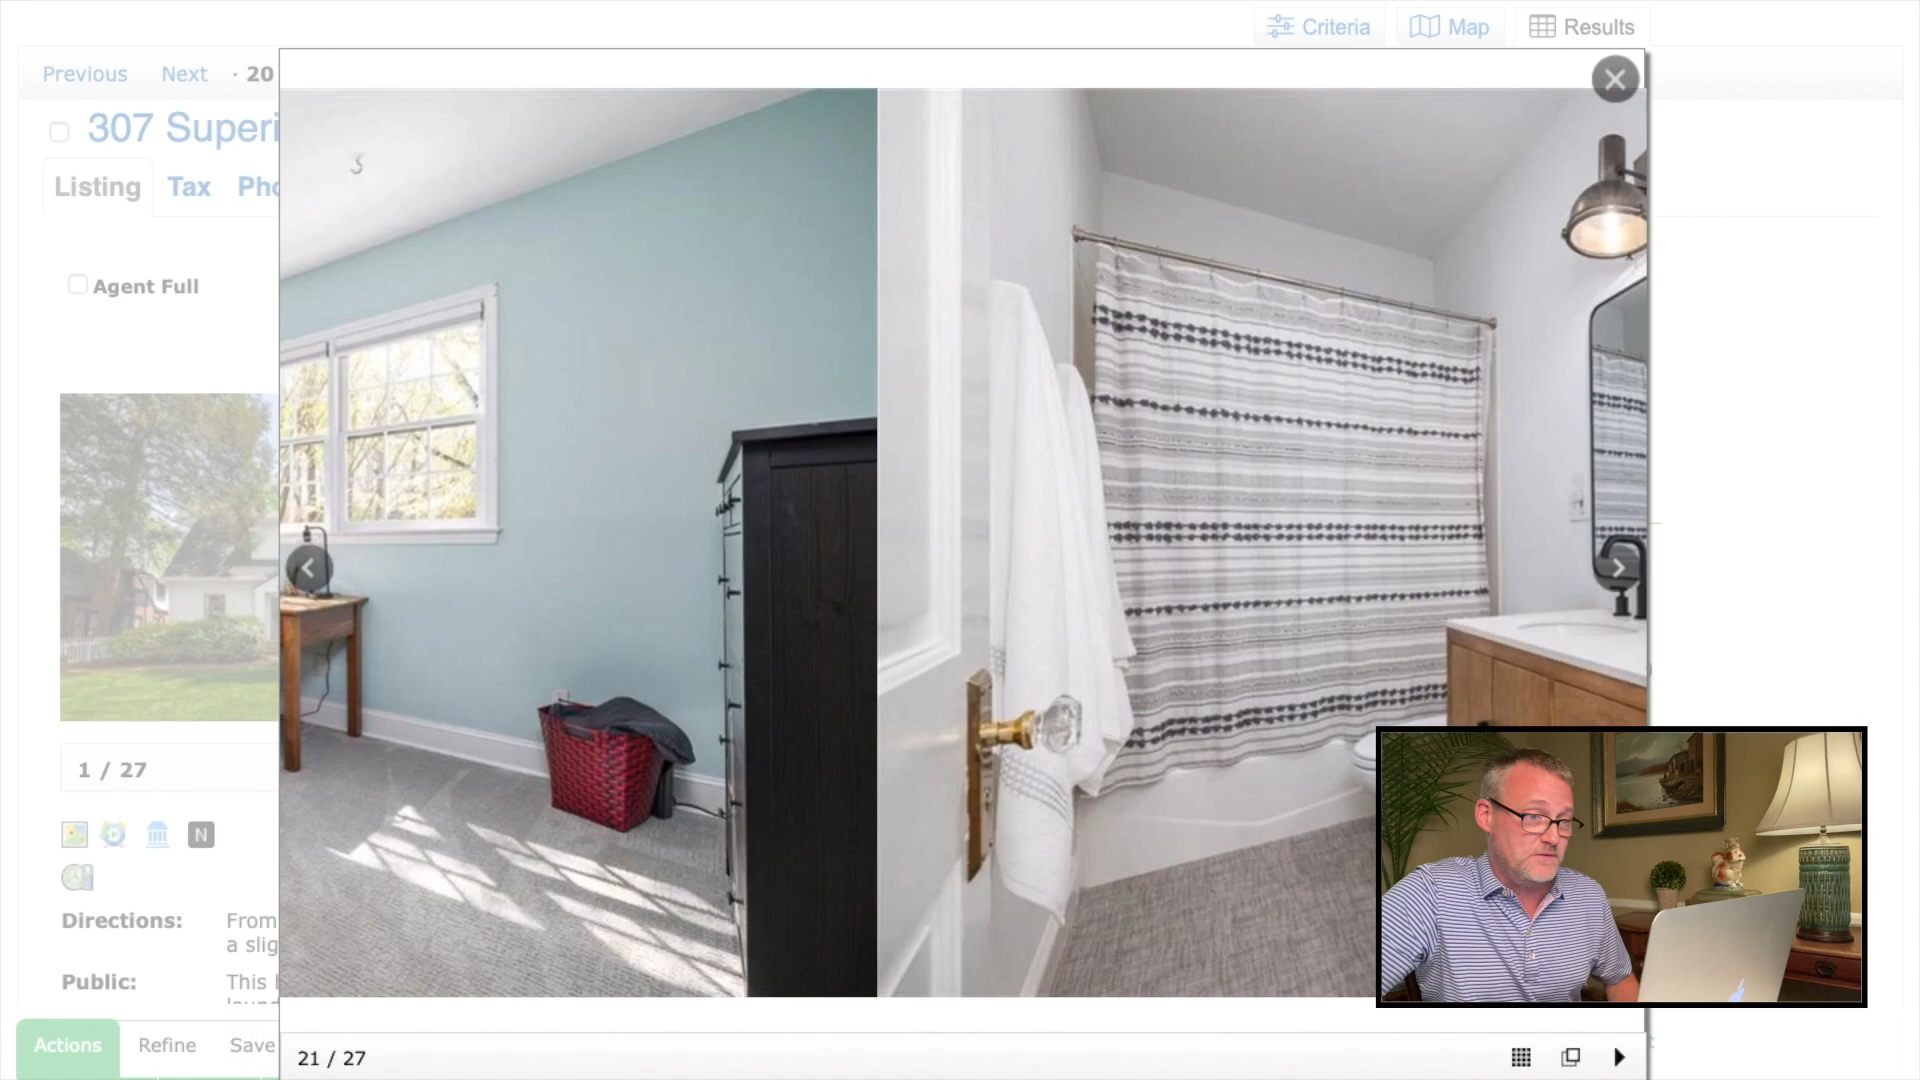 Criteria
Map
Results
Previous
Next
· 20
307 Superi
Listing
Tax
Pho
Agent Full
1 / 27
N
Directions:
From
a slig
Public:
This
Actions
Refine
Save
21 / 27